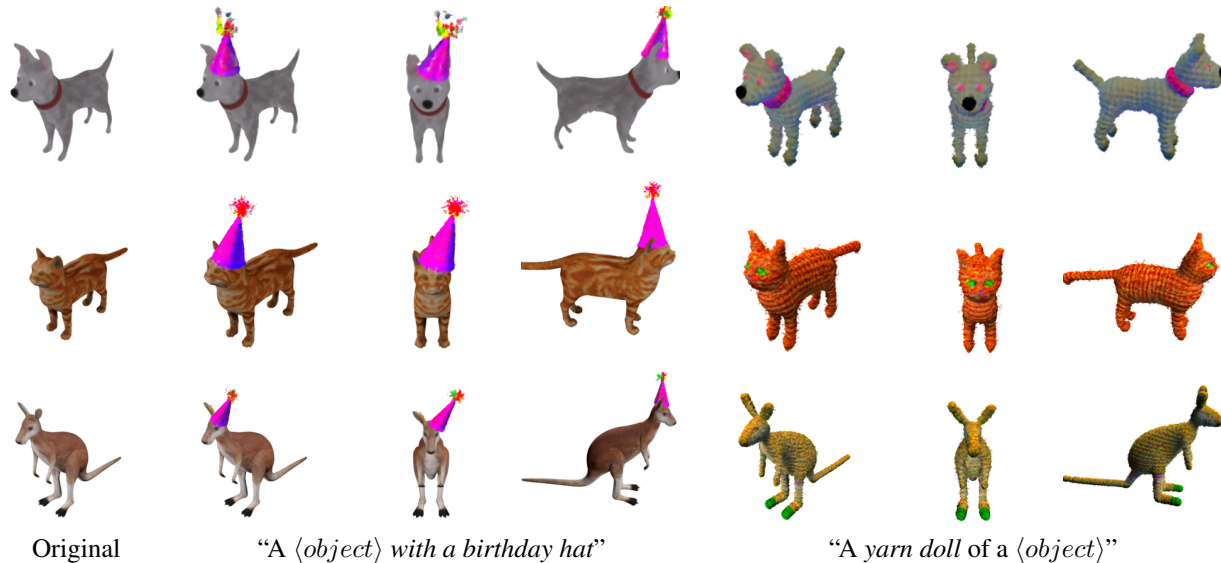 Original
“A ⟨object⟩ with a birthday hat”
“A yarn doll of a ⟨object⟩”